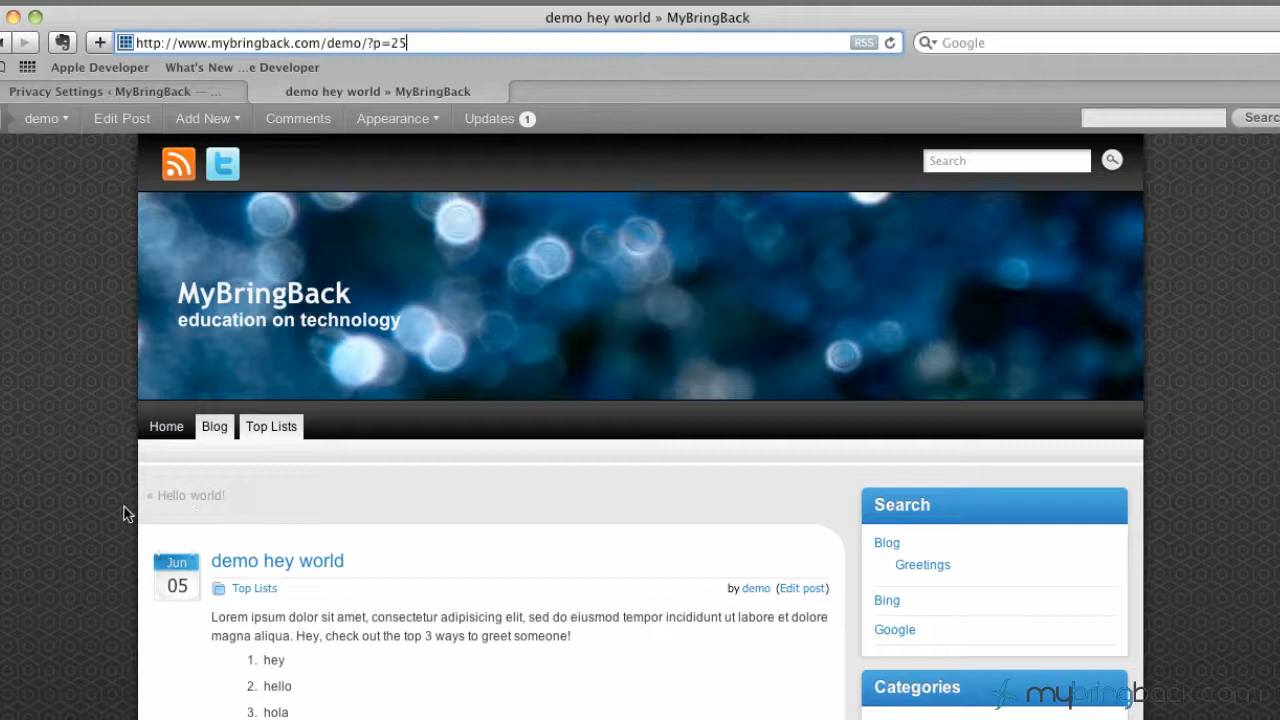 demo hey world » MyBringBack
http://www.mybringback.com/demo/?p=25
RSS
Google
Apple Developer
What's New ...e Developer
Privacy Settings ‹ MyBringBack — ...
demo hey world » MyBringBack
demo
Edit Post
Add New
Comments
Appearance
Updates 1
Searc
Search
MyBringBack
education on technology
Home
Blog
Top Lists
« Hello world!
Jun
05
demo hey world
Top Lists
by demo (Edit post)
Lorem ipsum dolor sit amet, consectetur adipisicing elit, sed do eiusmod tempor incididunt ut labore et dolore
magna aliqua. Hey, check out the top 3 ways to greet someone!
1. hey
2. hello
3. hola
Search
Blog
Greetings
Bing
Google
Categories
mybringback.com